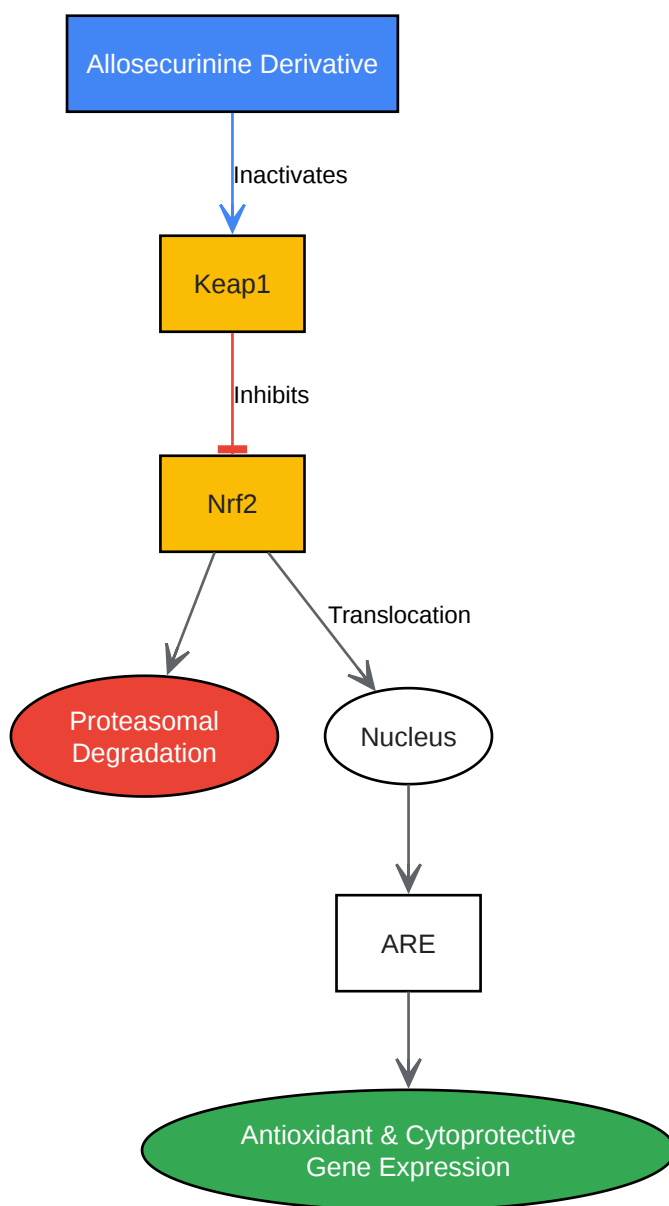 Allosecurinine Derivative
Inactivates
Keap1
Inhibits
Nrf2
Translocation
Proteasomal
Degradation
Nucleus
ARE
Antioxidant & Cytoprotective
Gene Expression